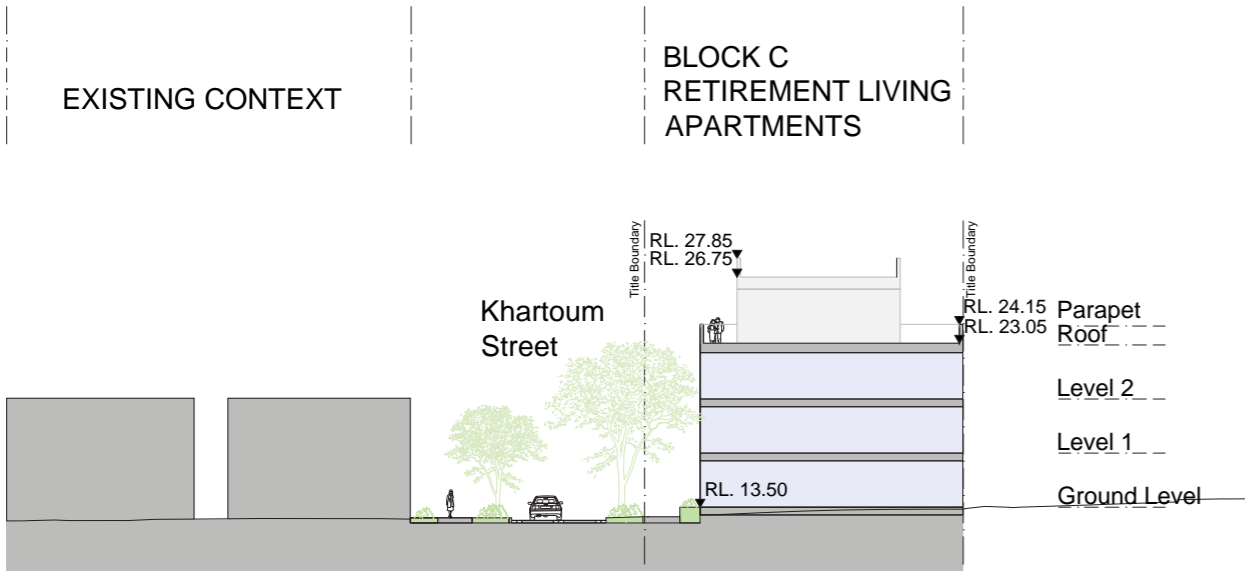 EXISTING CONTEXT
BLOCK C
RETIREMENT LIVING
APARTMENTS
Title Boundary
RL. 27.85
RL. 26.75
Title Boundary
Khartoum
Street
RL. 24.15
Parapet
RL. 23.05
Roof
Level 2
Level 1
RL. 13.50
Ground Level